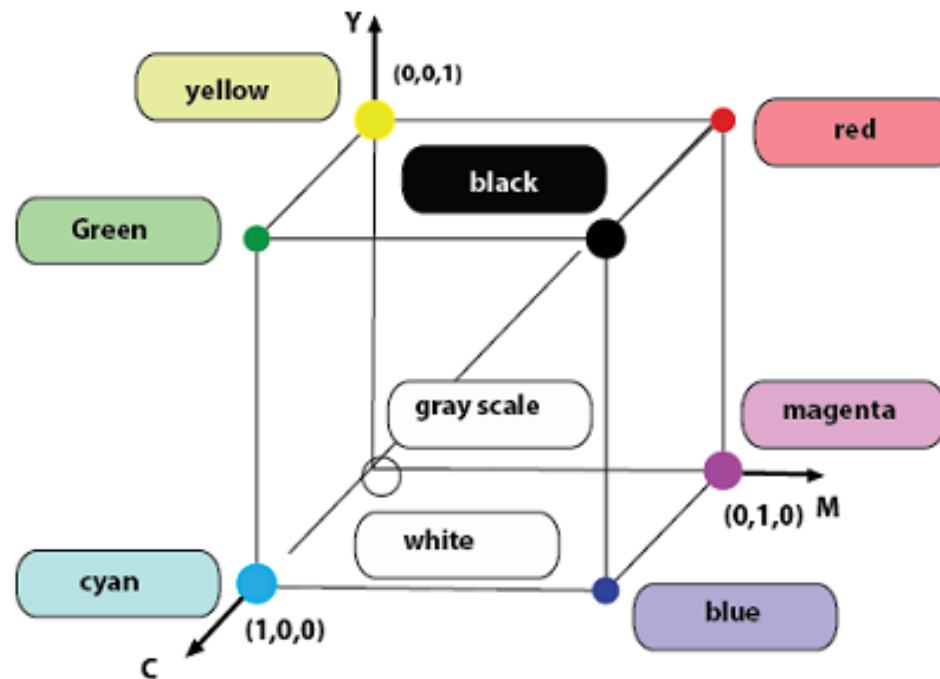 Y
(0,0,1)
yellow
red
black
Green
gray scale
magenta
(0,1,0) M
white
cyan
blue
(1,0,0)
C